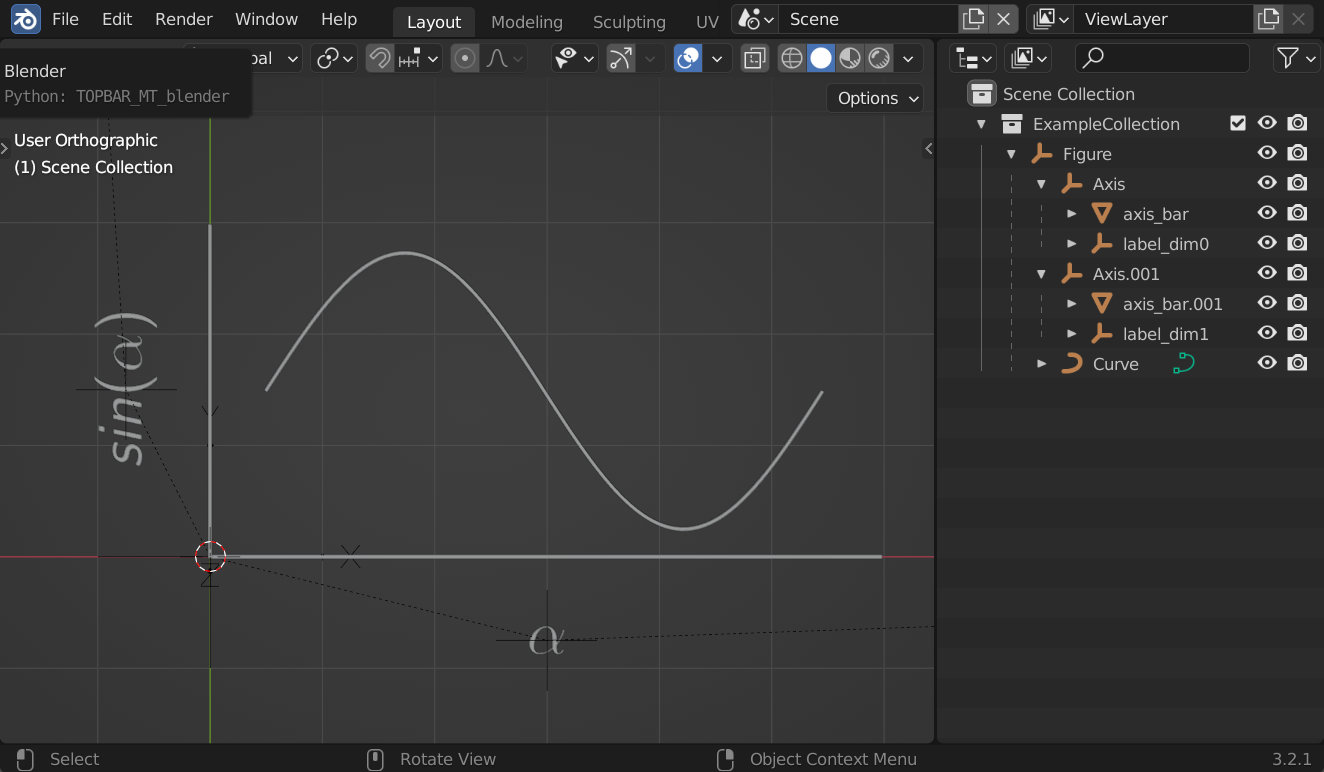 File Edit Render Window Help Layout Modeling Sculpting UV Scene ViewLayer
bal
Blender
Python: TOPBAR_MT_blender
Options
User Orthographic
(1) Scene Collection
sin(α)
Y
X
Z
α
Scene Collection
ExampleCollection
Figure
Axis
axis_bar
label_dim0
Axis.001
axis_bar.001
label_dim1
Curve
Select Rotate View Object Context Menu 3.2.1